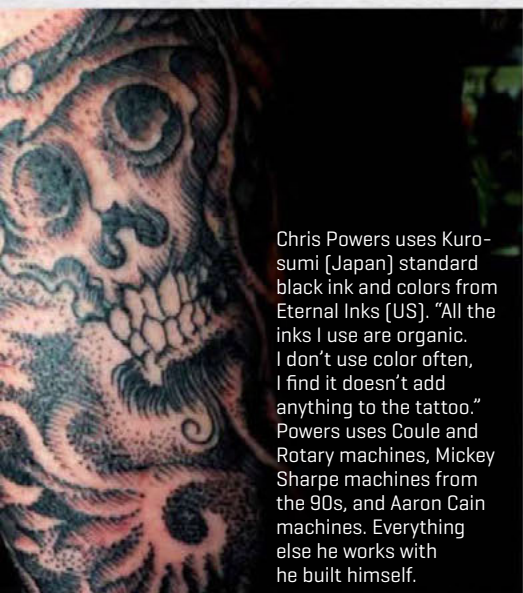 Chris Powers uses Kuro-
sumi (Japan) standard
black ink and colors from
Eternal Inks (US). “All the
inks I use are organic.
I don’t use color often,
I find it doesn’t add
anything to the tattoo.”
Powers uses Coule and
Rotary machines, Mickey
Sharpe machines from
the 90s, and Aaron Cain
machines. Everything
else he works with
he built himself.